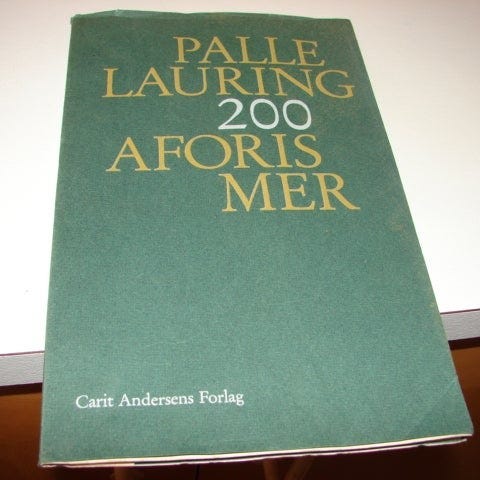 PALLE
LAURING
200
AFORIS
MER
Carit Andersens Forlag